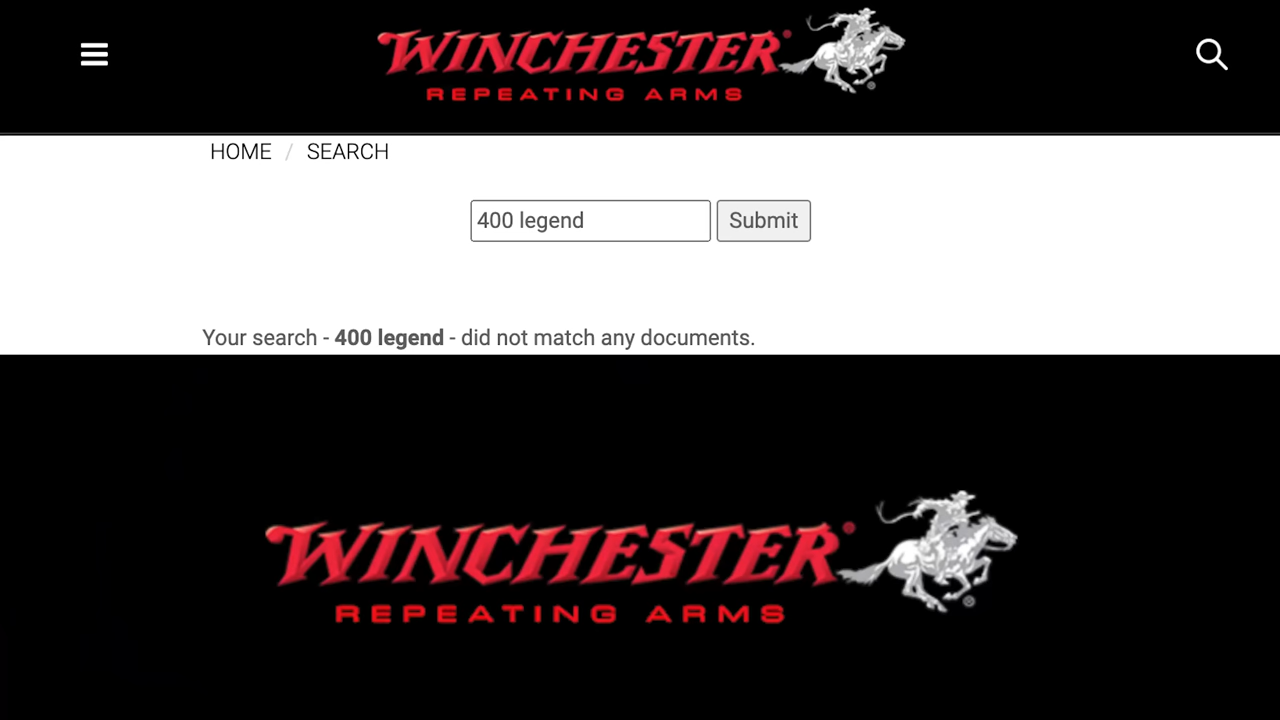 WINCHESTER®
REPEATING ARMS
HOME / SEARCH
400 legend Submit
Your search - 400 legend - did not match any documents.
WINCHESTER®
REPEATING ARMS